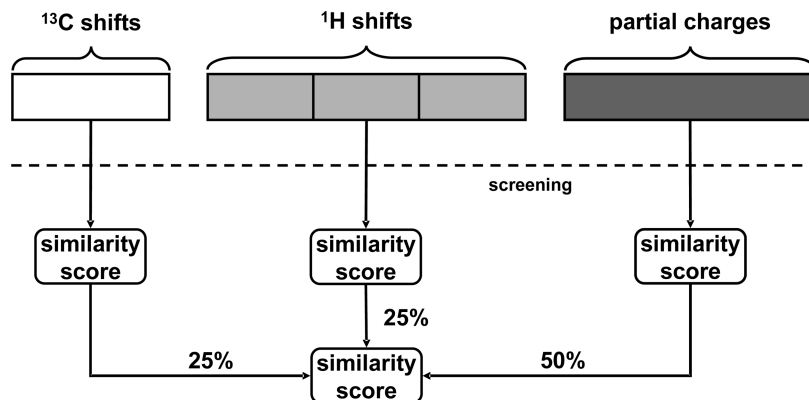 ¹³C shifts
¹H shifts
partial charges
screening
similarity
score
similarity
score
similarity
score
25%
25%
50%
similarity
score